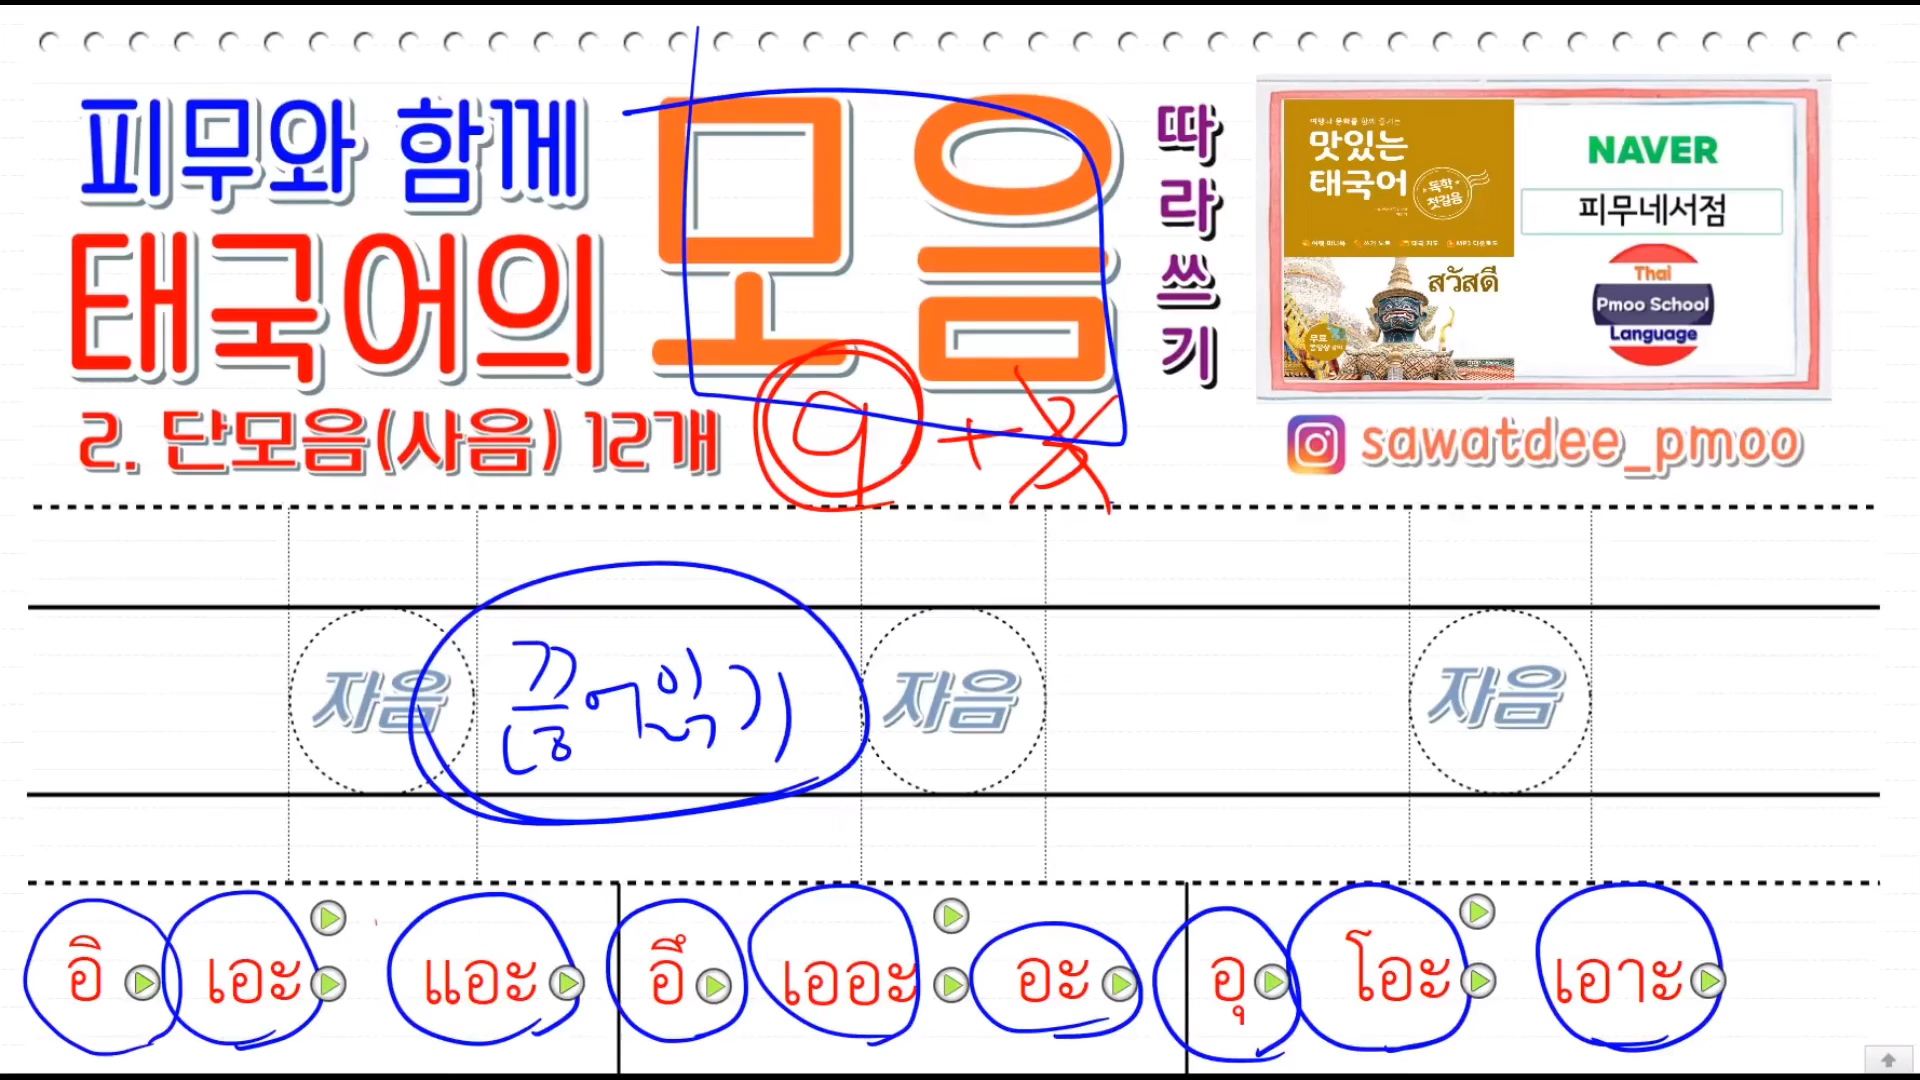 피무와 함께
태국어의
모음
따라쓰기
2. 단모음(사음) 12개
9 + 3
맛있는
태국어
독학
첫걸음
สวัสดี
무료
NAVER
피무네서점
Thai
Pmoo School
Language
sawatdee_pmoo
자음 자음 자음
끊어읽기
อิ เอะ แอะ อึ เออะ อะ อุ โอะ เอาะ